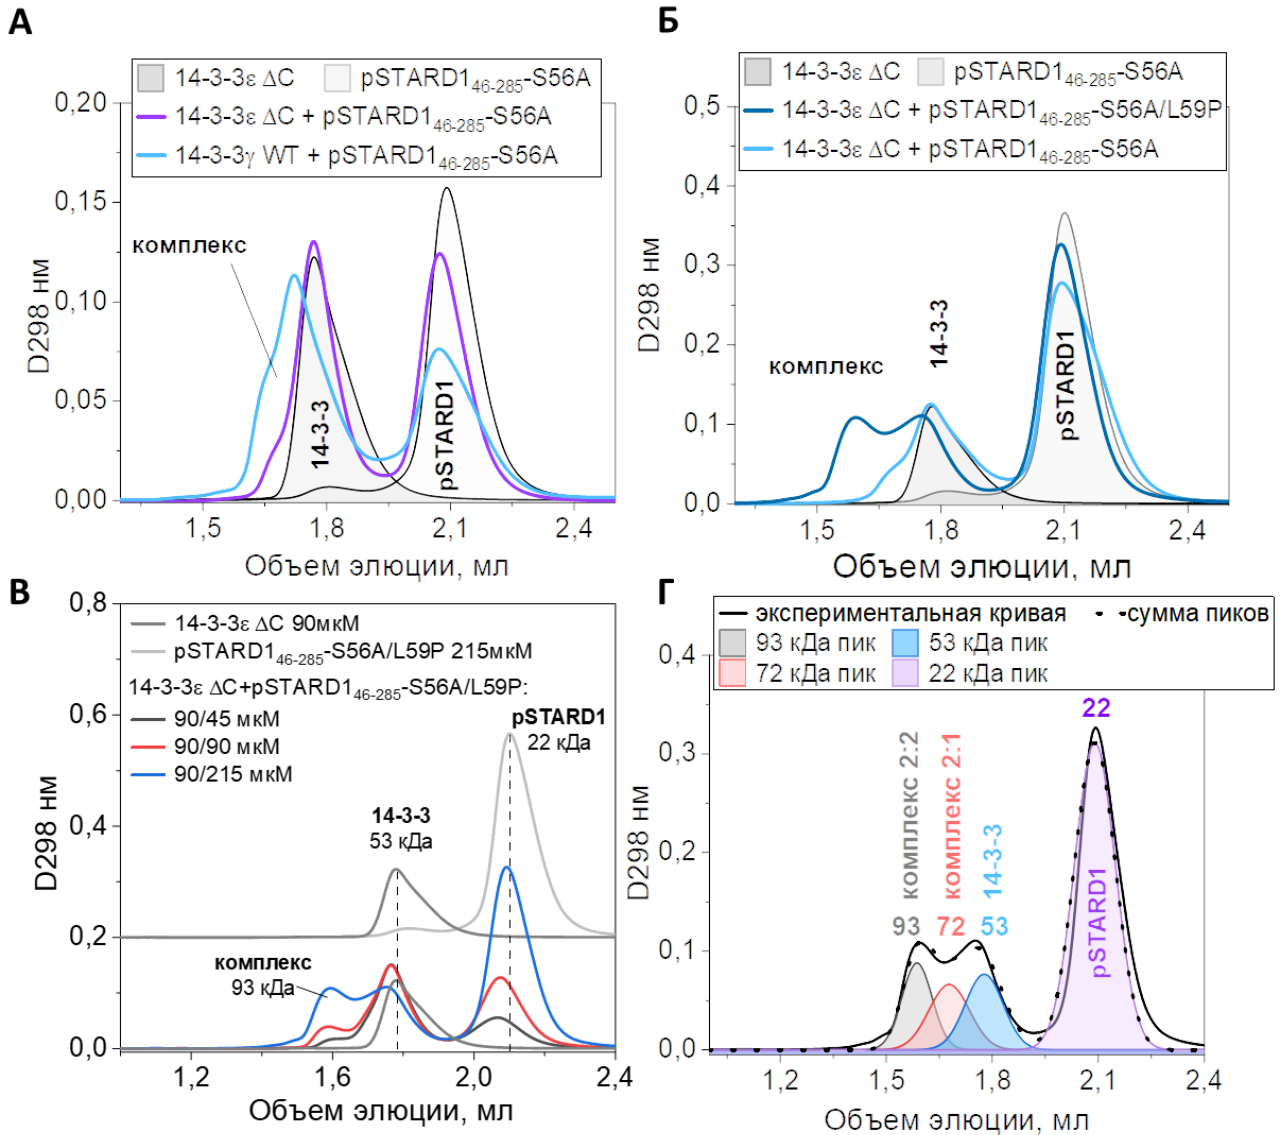 А
14-3-3ε ΔC pSTARD146-285-S56A
14-3-3ε ΔC + pSTARD146-285-S56A
14-3-3γ WT + pSTARD146-285-S56A
0,20
0,15
0,10
0,05
0,00
D298 нм
комплекс
14-3-3
pSTARD1
1,5 1,8 2,1 2,4
Объем элюции, мл
Б
14-3-3ε ΔC pSTARD146-285-S56A
14-3-3ε ΔC + pSTARD146-285-S56A/L59P
14-3-3ε ΔC + pSTARD146-285-S56A
0,5
0,4
0,3
0,2
0,1
0,0
D298 нм
комплекс
14-3-3
pSTARD1
1,5 1,8 2,1 2,4
Объем элюции, мл
В
14-3-3ε ΔC 90мкМ
pSTARD146-285-S56A/L59P 215мкМ
14-3-3ε ΔC+pSTARD146-285-S56A/L59P:
90/45 мкМ
90/90 мкМ
90/215 мкМ
0,8
0,6
0,4
0,2
0,0
D298 нм
pSTARD1
22 кДа
14-3-3
53 кДа
комплекс
93 кДа
1,2 1,6 2,0 2,4
Объем элюции, мл
Г
экспериментальная кривая сумма пиков
93 кДа пик 53 кДа пик
72 кДа пик 22 кДа пик
0,4
0,3
0,2
0,1
0,0
D298 нм
комплекс 2:2
комплекс 2:1
14-3-3
pSTARD1
93 72 53 22
1,2 1,5 1,8 2,1 2,4
Объем элюции, мл